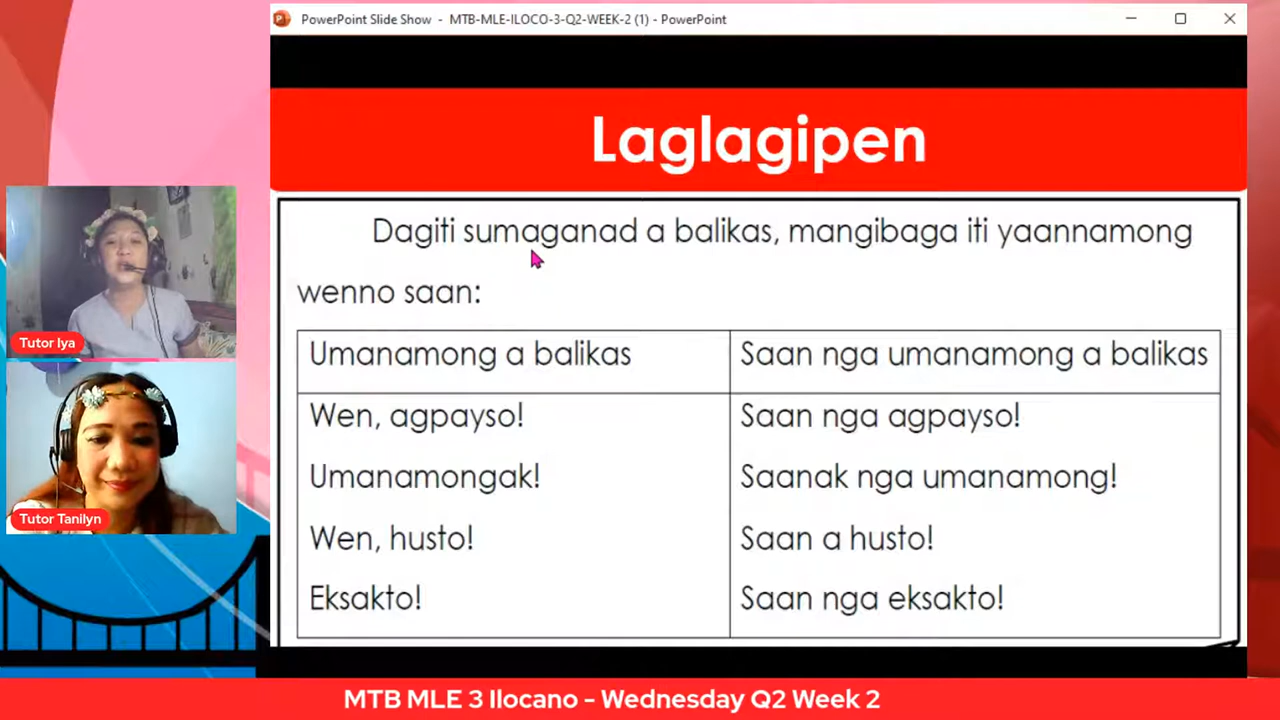 PowerPoint Slide Show - MTB-MLE-ILOCO-3-Q2-WEEK-2 (1) - PowerPoint
Laglagipen
Dagiti sumaganad a balikas, mangibaga iti yaannamong
wenno saan:
Umanamong a balikas
Saan nga umanamong a balikas
Wen, agpayso!
Saan nga agpayso!
Umanamongak!
Saanak nga umanamong!
Wen, husto!
Saan a husto!
Eksakto!
Saan nga eksakto!
Tutor Iya
Tutor Tanilyn
MTB MLE 3 Ilocano - Wednesday Q2 Week 2